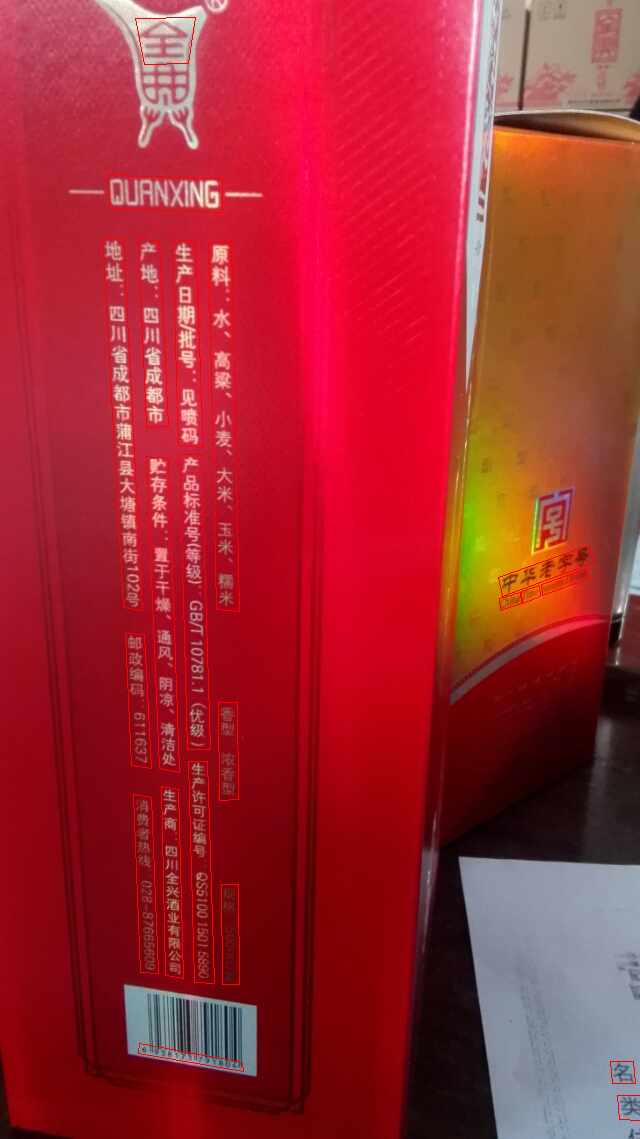 全
QUANXING
原料：水、高粱、小麦、大米、玉米、糯米
香型：浓香型
规格：500ml
生产日期/批号：见喷码
产品标准号(等级)：GB/T 10781.1（优级）
生产许可证编号：QS5100 1501 5890
产地：四川省成都市
贮存条件：置于干燥、通风、阴凉、清洁处
生产商：四川全兴酒业有限公司
地址：四川省成都市蒲江县大塘镇南街102号
邮政编码：611637
消费者热线：028-87665609
中华老字号
China Time-honored Brand
名
类